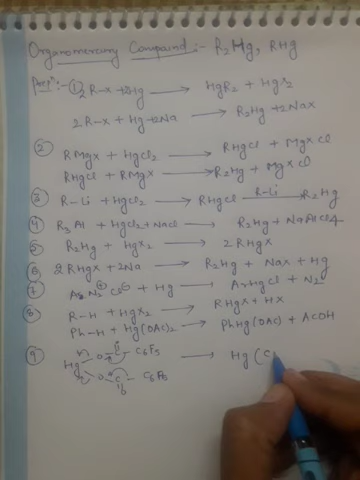 Organomercury Compound :- R2Hg, RHg
Prepn :- ① 2R-x + 2Hg → HgR2 + Hgx2
2R-x + Hg + 2Na → R2Hg + 2Nax
② RMgx + HgCl2 → RHgCl + Mgx Cl
RHgCl + RMgx → R2Hg + Mgx Cl
③ R-Li + HgCl2 → RHgCl R-Li → R2Hg
④ R3Al + HgCl2 + NaCl → R2Hg + NaAlCl4
⑤ R2Hg + Hgx2 → 2RHgx
⑥ 2RHgx + 2Na → R2Hg + Nax + Hg
⑦ ArN2⊕ Cl⊖ + Hg → ArHgCl + N2
⑧ R-H + Hgx2 → RHgx + Hx
Ph-H + Hg(OAc)2 → PhHg(OAc) + AcOH
⑨ Hg O-C-C6F5 → Hg(C
O O-C-C6F5 O